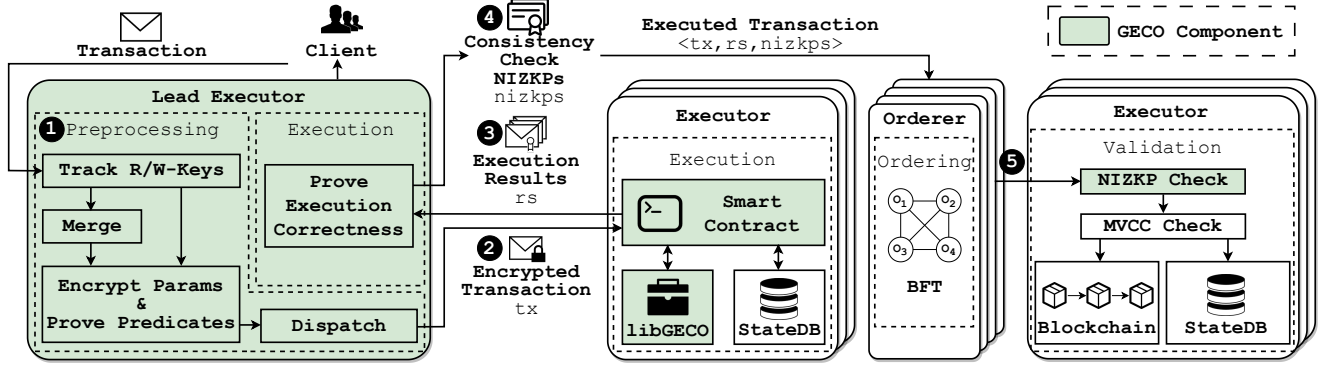 Transaction
Client
Lead Executor
1
Preprocessing
Track R/W-Keys
Merge
Encrypt Params
&
Prove Predicates
Dispatch
Execution
Prove
Execution
Correctness
4
Consistency
Check
NIZKPs
nizkps
3
Execution
Results
rs
2
Encrypted
Transaction
tx
Executed Transaction
<tx,rs,nizkps>
GECO Component
Executor
Execution
Smart
Contract
libGECO
StateDB
Orderer
Ordering
O1
O2
O3
O4
BFT
5
Executor
Validation
NIZKP Check
MVCC Check
Blockchain
StateDB